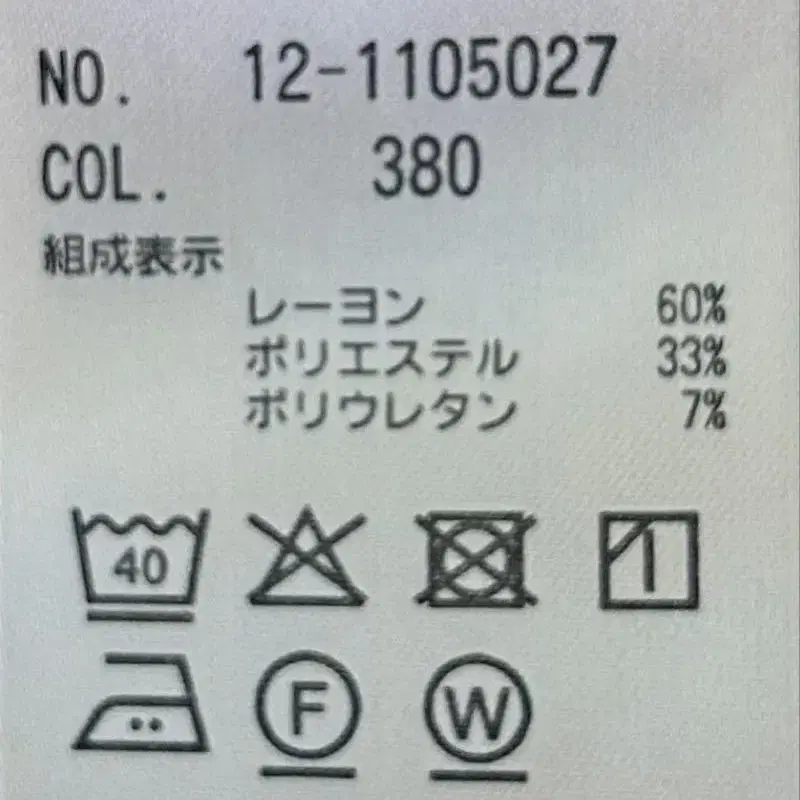 NO. 12-1105027
COL. 380
組成表示
レーヨン 60%
ポリエステル 33%
ポリウレタン 7%
40
F W